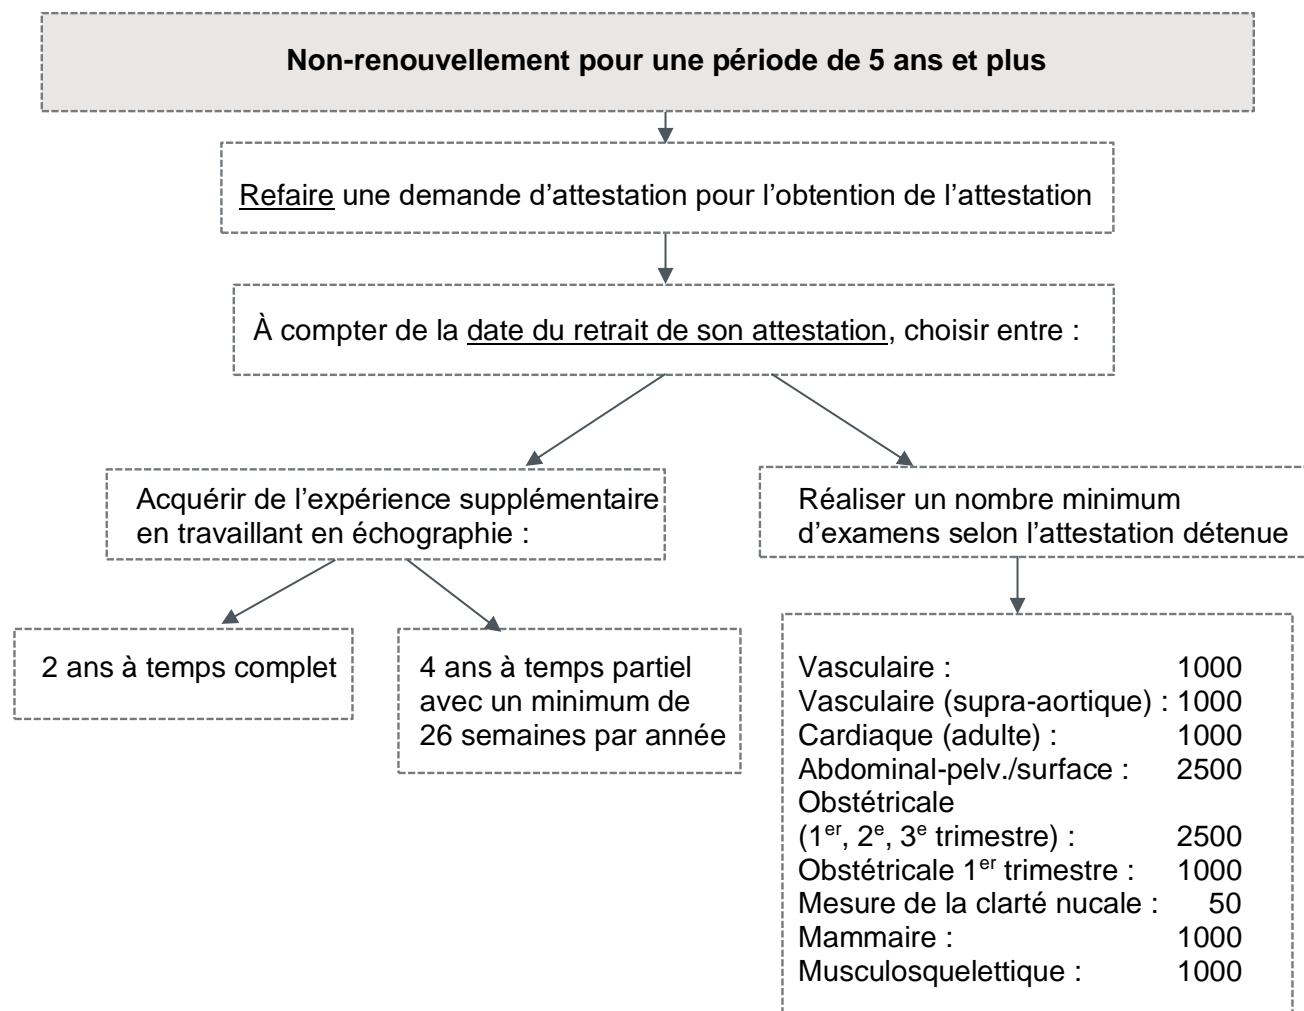 Non-renouvellement pour une période de 5 ans et plus
Refaire une demande d'attestation pour l'obtention de l'attestation
À compter de la date du retrait de son attestation, choisir entre :
Acquérir de l'expérience supplémentaire
en travaillant en échographie :
2 ans à temps complet
4 ans à temps partiel
avec un minimum de
26 semaines par année
Réaliser un nombre minimum
d'examens selon l'attestation détenue
Vasculaire : 1000
Vasculaire (supra-aortique) : 1000
Cardiaque (adulte) : 1000
Abdominal-pelv./surface : 2500
Obstétricale
(1er, 2e, 3e trimestre) : 2500
Obstétricale 1er trimestre : 1000
Mesure de la clarté nucale : 50
Mammaire : 1000
Musculosquelettique : 1000